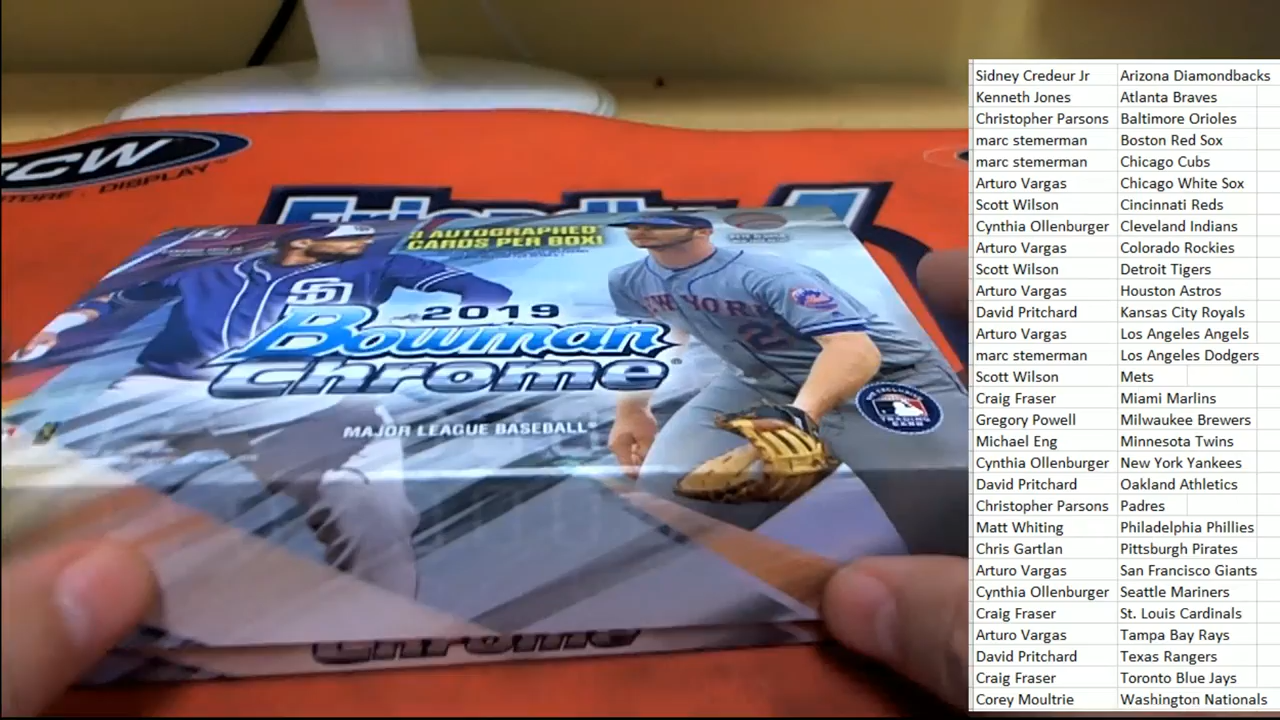 CW
STORE · DISPLAY
Friendly
AUTOGRAPHED
CARDS PER BOX!
SD
NEW YORK
2019
Bowman
Chrome
MAJOR LEAGUE BASEBALL
Chrome
Sidney Credeur Jr Arizona Diamondbacks
Kenneth Jones Atlanta Braves
Christopher Parsons Baltimore Orioles
marc stemerman Boston Red Sox
marc stemerman Chicago Cubs
Arturo Vargas Chicago White Sox
Scott Wilson Cincinnati Reds
Cynthia Ollenburger Cleveland Indians
Arturo Vargas Colorado Rockies
Scott Wilson Detroit Tigers
Arturo Vargas Houston Astros
David Pritchard Kansas City Royals
Arturo Vargas Los Angeles Angels
marc stemerman Los Angeles Dodgers
Scott Wilson Mets
Craig Fraser Miami Marlins
Gregory Powell Milwaukee Brewers
Michael Eng Minnesota Twins
Cynthia Ollenburger New York Yankees
David Pritchard Oakland Athletics
Christopher Parsons Padres
Matt Whiting Philadelphia Phillies
Chris Gartlan Pittsburgh Pirates
Arturo Vargas San Francisco Giants
Cynthia Ollenburger Seattle Mariners
Craig Fraser St. Louis Cardinals
Arturo Vargas Tampa Bay Rays
David Pritchard Texas Rangers
Craig Fraser Toronto Blue Jays
Corey Moultrie Washington Nationals